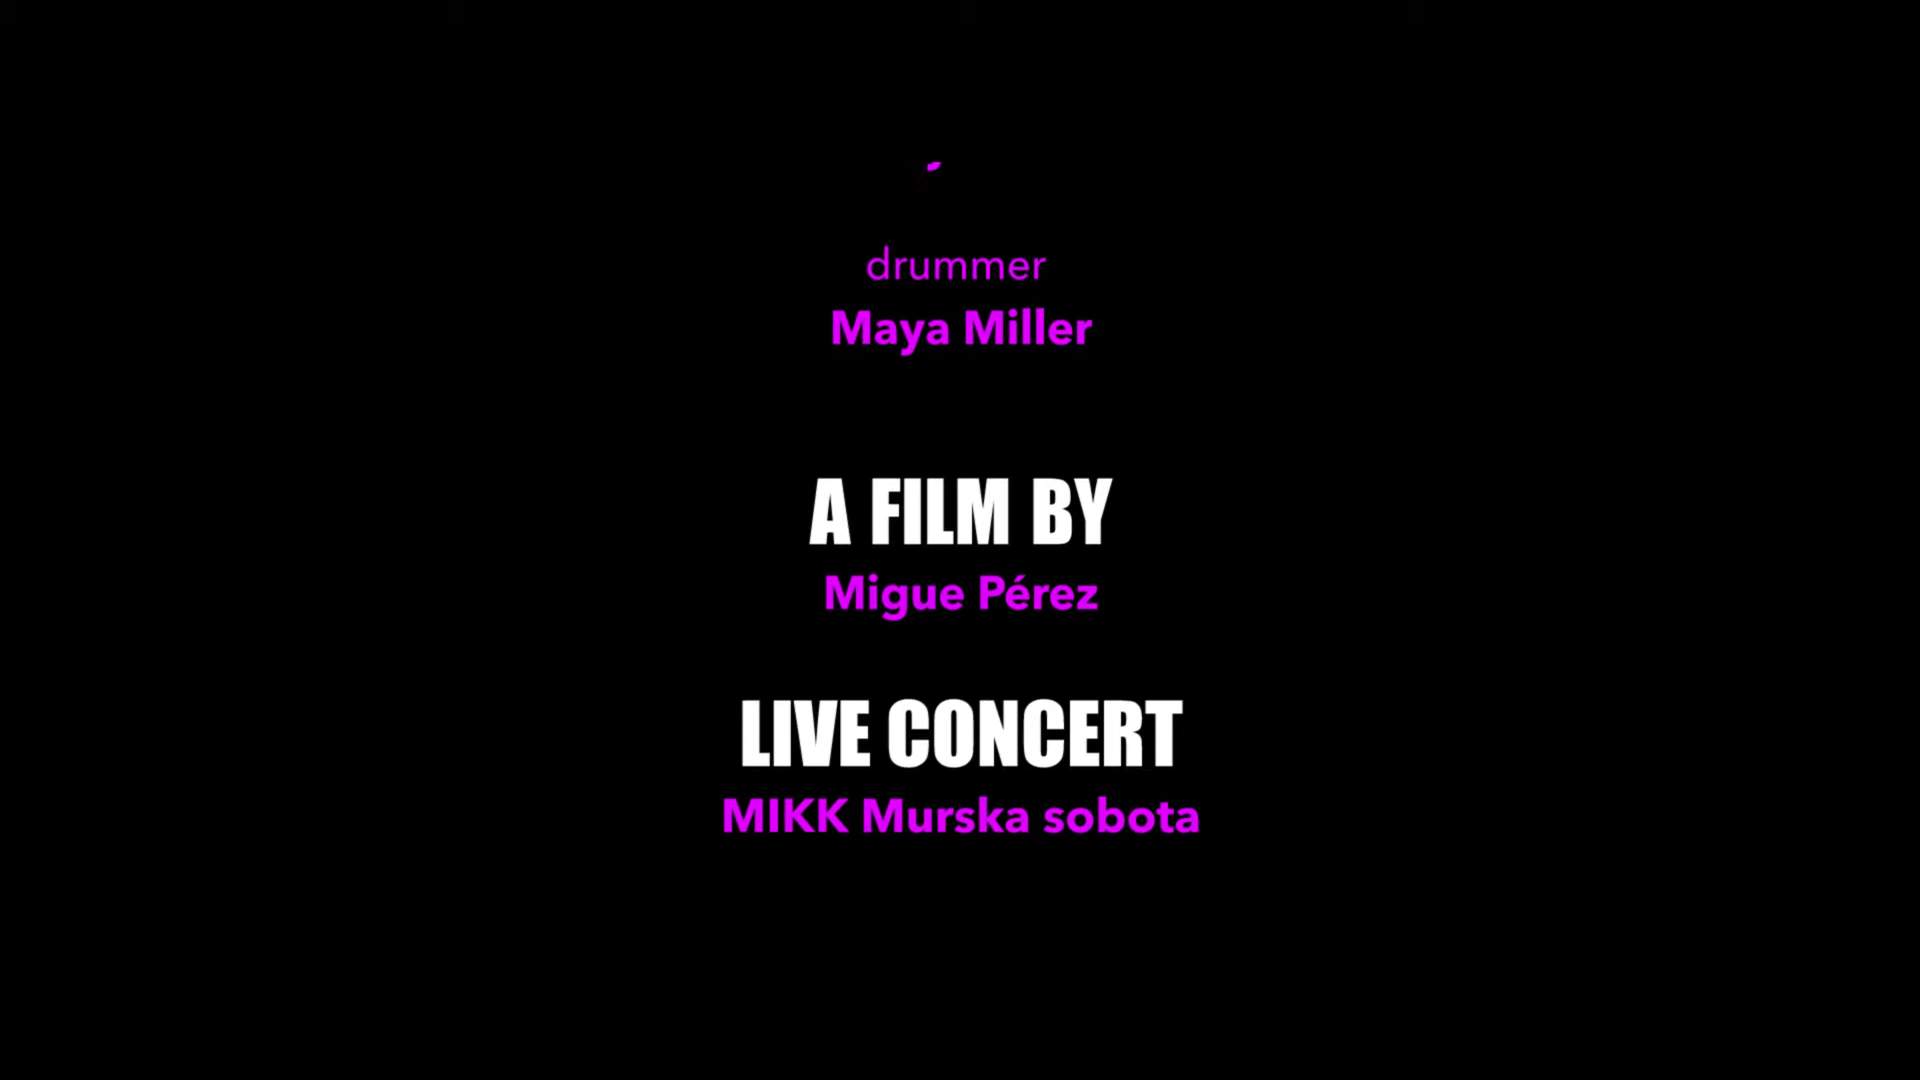 drummer
Maya Miller
A FILM BY
Migue Pérez
LIVE CONCERT
MIKK Murska sobota